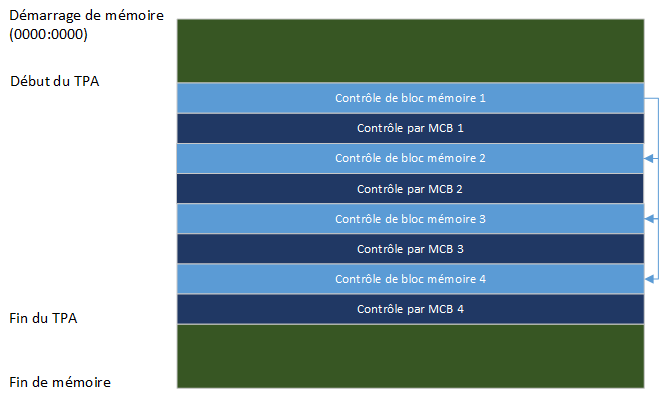 Démarrage de mémoire
(0000:0000)
Début du TPA
Contrôle de bloc mémoire 1
Contrôle par MCB 1
Contrôle de bloc mémoire 2
Contrôle par MCB 2
Contrôle de bloc mémoire 3
Contrôle par MCB 3
Contrôle de bloc mémoire 4
Contrôle par MCB 4
Fin du TPA
Fin de mémoire